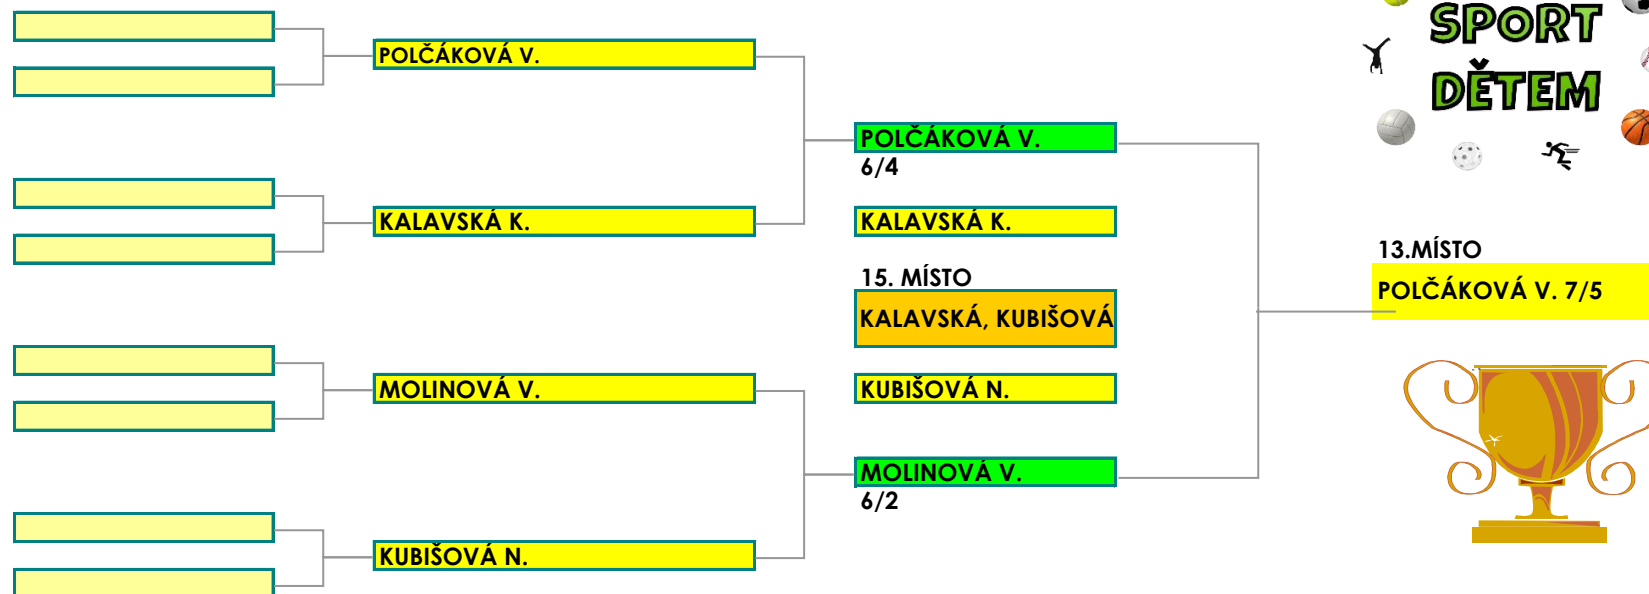 SPORT
DĚTEM
POLČÁKOVÁ V.
POLČÁKOVÁ V.
6/4
KALAVSKÁ K.
KALAVSKÁ K.
13.MÍSTO
POLČÁKOVÁ V. 7/5
15. MÍSTO
KALAVSKÁ, KUBIŠOVÁ
MOLINOVÁ V.
KUBIŠOVÁ N.
MOLINOVÁ V.
6/2
KUBIŠOVÁ N.